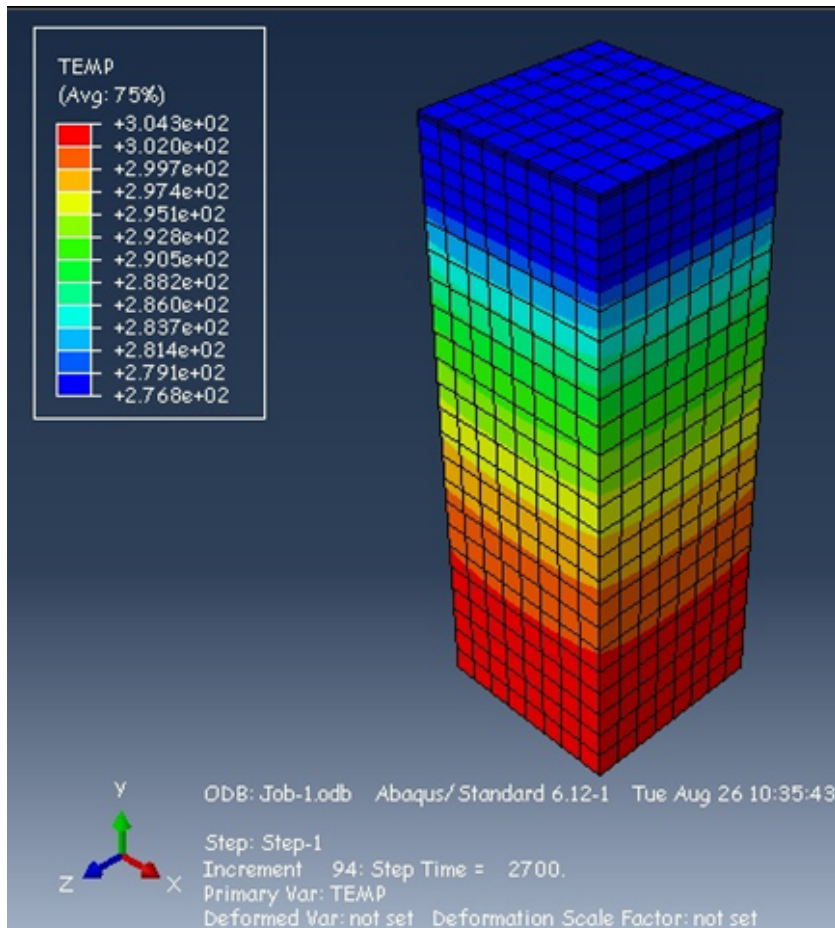 TEMP
(Avg: 75%)
+3.043e+02
+3.020e+02
+2.997e+02
+2.974e+02
+2.951e+02
+2.928e+02
+2.905e+02
+2.882e+02
+2.860e+02
+2.837e+02
+2.814e+02
+2.791e+02
+2.768e+02
Y
Z
X
ODB: Job-1.odb Abaqus/Standard 6.12-1 Tue Aug 26 10:35:43
Step: Step-1
Increment 94: Step Time = 2700.
Primary Var: TEMP
Deformed Var: not set Deformation Scale Factor: not set